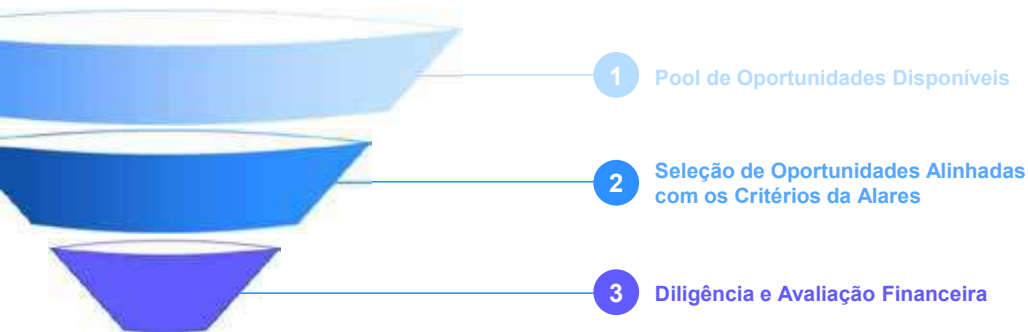 1 Pool de Oportunidades Disponíveis
2 Seleção de Oportunidades Alinhadas
com os Critérios da Alares
3 Diligência e Avaliação Financeira